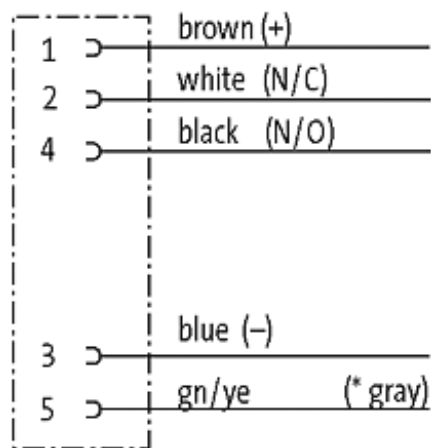 1 brown (+)
2 white (N/C)
4 black (N/O)
3 blue (–)
5 gn/ye (* gray)